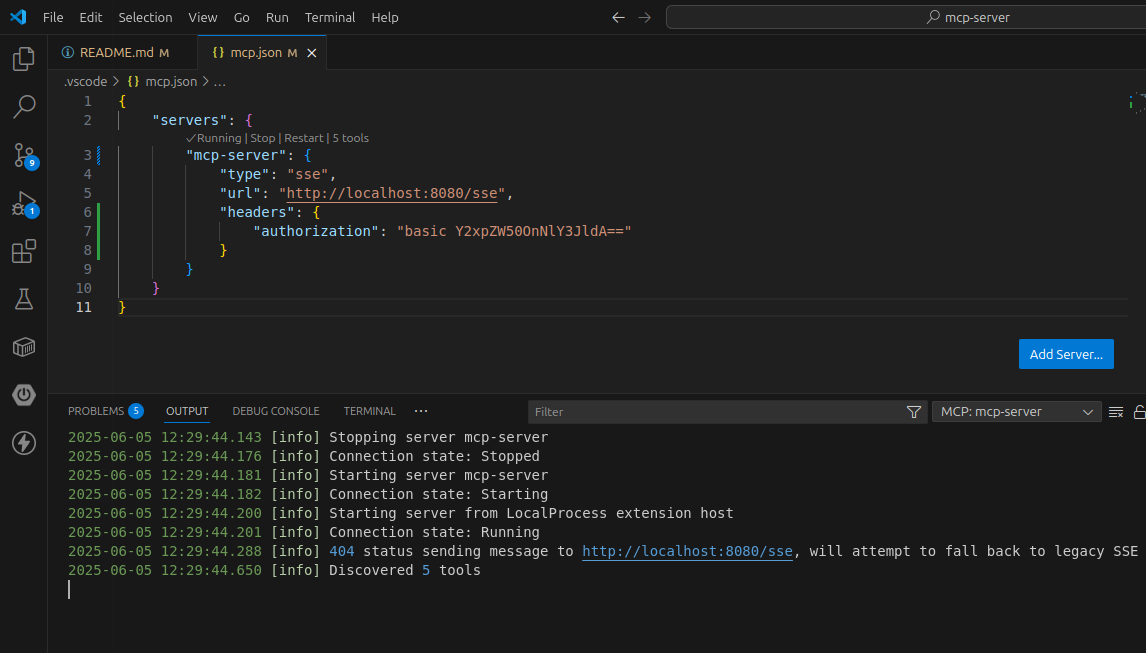 File Edit Selection View Go Run Terminal Help
mcp-server
README.md M
{} mcp.json M
.vscode > {} mcp.json > ...
1 {
2 "servers": {
✓Running | Stop | Restart | 5 tools
3 "mcp-server": {
4 "type": "sse",
5 "url": "http://localhost:8080/sse",
6 "headers": {
7 "authorization": "basic Y2xpZW50OnNlY3JldA=="
8 }
9 }
10 }
11 }
9
1
Add Server...
PROBLEMS 5 OUTPUT DEBUG CONSOLE TERMINAL ···
Filter
MCP: mcp-server
2025-06-05 12:29:44.143 [info] Stopping server mcp-server
2025-06-05 12:29:44.176 [info] Connection state: Stopped
2025-06-05 12:29:44.181 [info] Starting server mcp-server
2025-06-05 12:29:44.182 [info] Connection state: Starting
2025-06-05 12:29:44.200 [info] Starting server from LocalProcess extension host
2025-06-05 12:29:44.201 [info] Connection state: Running
2025-06-05 12:29:44.288 [info] 404 status sending message to http://localhost:8080/sse, will attempt to fall back to legacy SSE
2025-06-05 12:29:44.650 [info] Discovered 5 tools